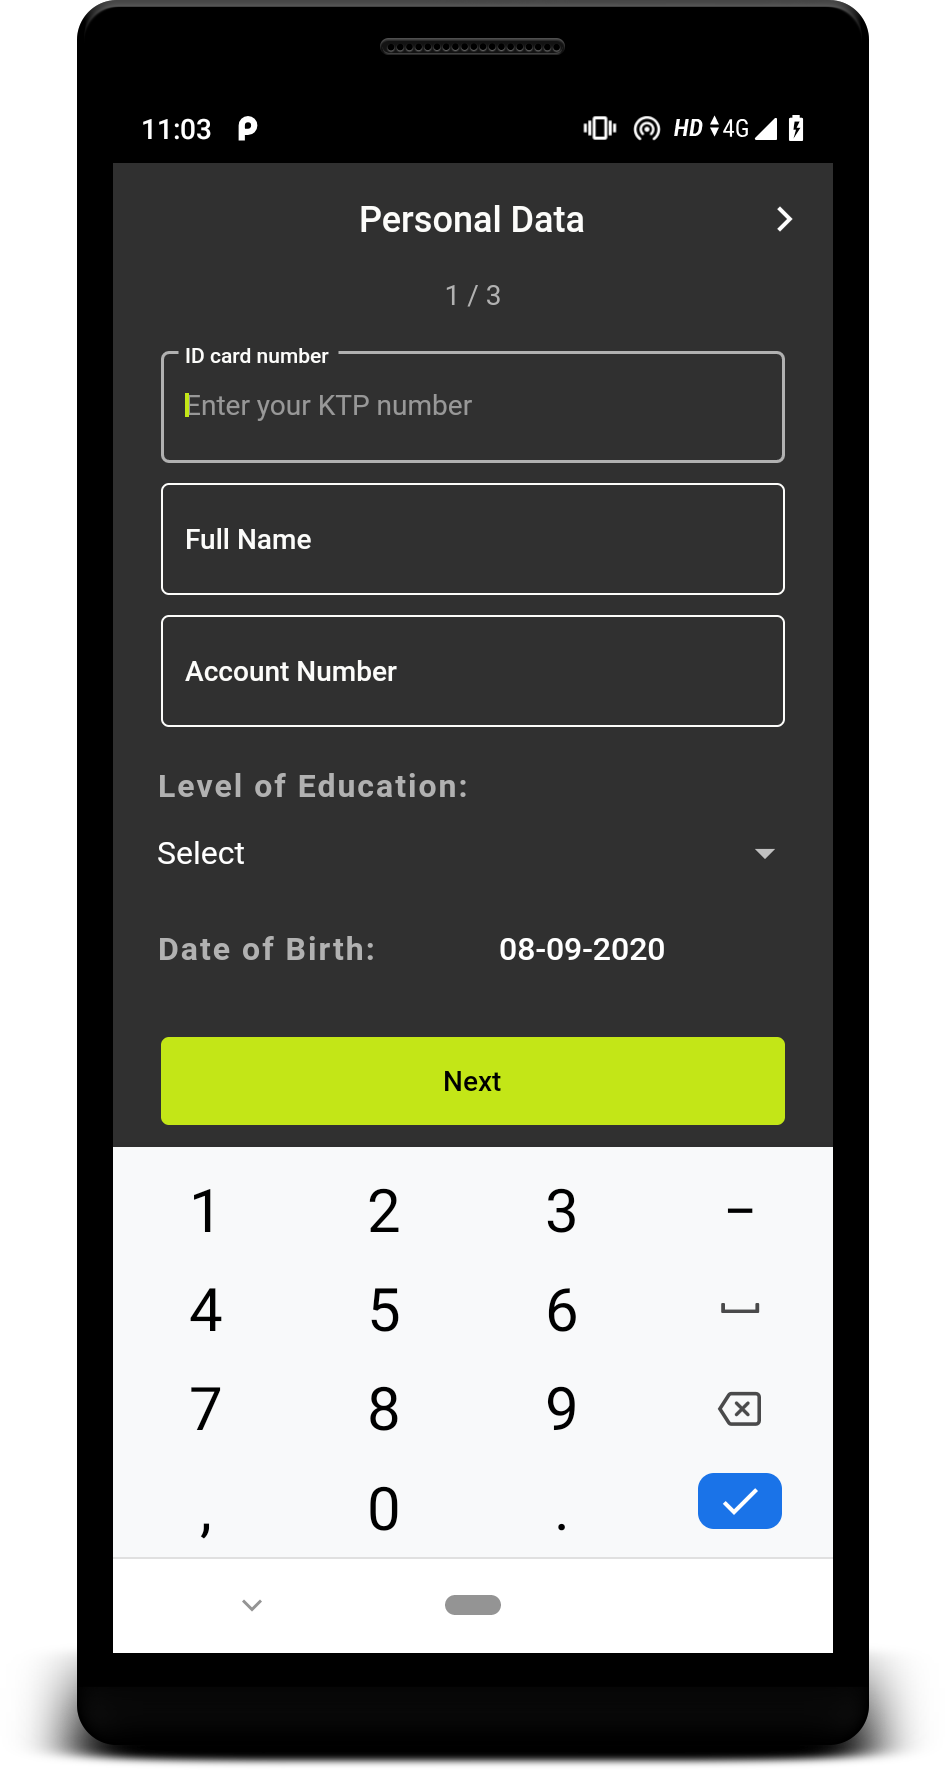 11:03 HD 4G
Personal Data
1 / 3
ID card number
Enter your KTP number
Full Name
Account Number
Level of Education:
Select
Date of Birth: 08-09-2020
Next
1 2 3 –
4 5 6
7 8 9
, 0 .